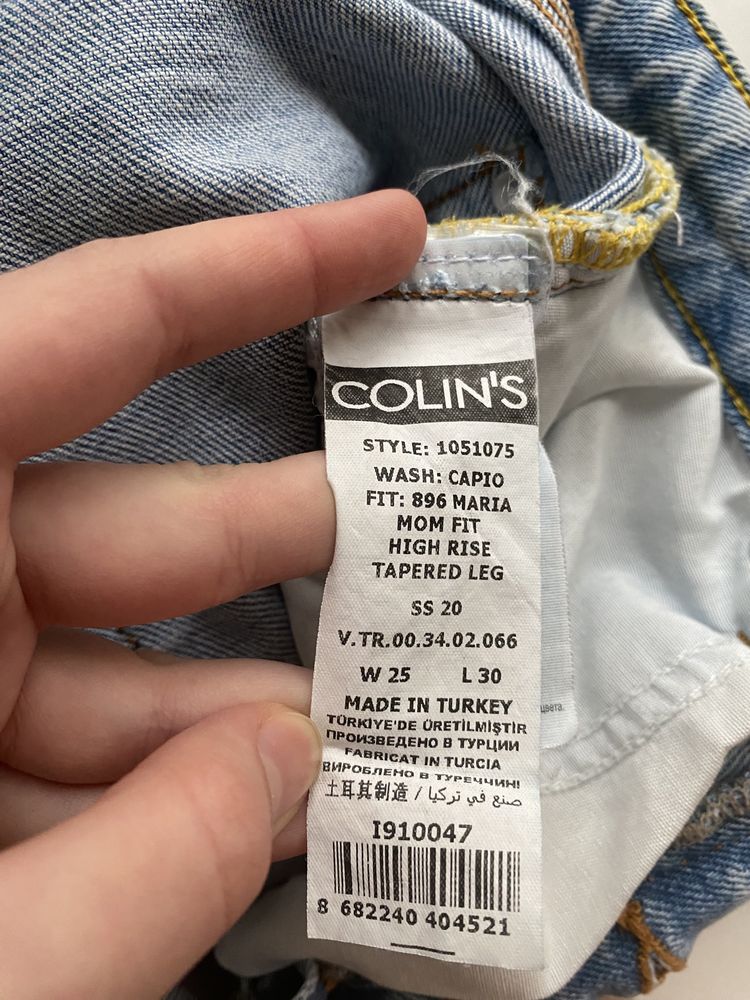 COLIN'S
STYLE: 1051075
WASH: CAPIO
FIT: 896 MARIA
MOM FIT
HIGH RISE
TAPERED LEG
SS 20
V.TR.00.34.02.066
W 25 L 30
MADE IN TURKEY
TÜRKİYE'DE ÜRETİLMİŞTİR
ПРОИЗВЕДЕНО В ТУРЦИИ
FABRICAT IN TURCIA
ВИРОБЛЕНО В ТУРЕЧЧИНІ
土耳其制造 / صنع في تركيا
I910047
8 682240 404521
цвета.